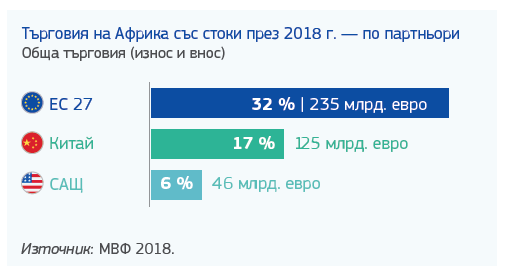 Търговия на Африка със стоки през 2018 г. — по партньори
Обща търговия (износ и внос)
ЕС 27 32 % | 235 млрд. евро
Китай 17 % 125 млрд. евро
САЩ 6 % 46 млрд. евро
Източник: МВФ 2018.